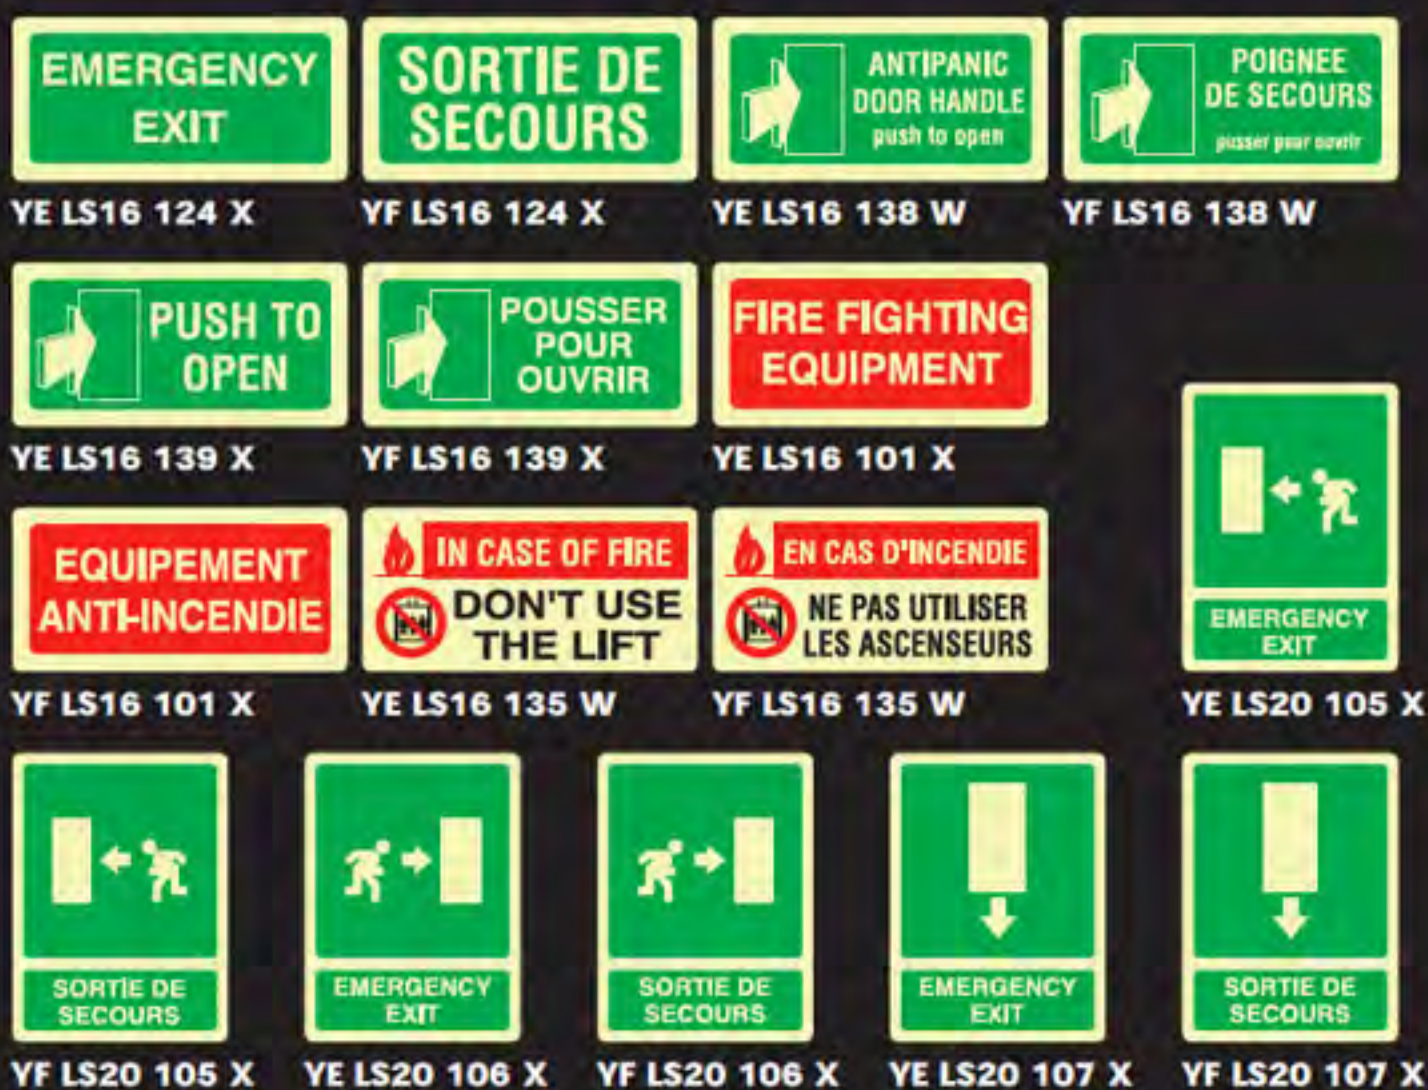 EMERGENCY
EXIT
YE LS16 124 X
SORTIE DE
SECOURS
YF LS16 124 X
ANTIPANIC
DOOR HANDLE
push to open
YE LS16 138 W
POIGNEE
DE SECOURS
pusser pour ouvrir
YF LS16 138 W
PUSH TO
OPEN
YE LS16 139 X
POUSSER
POUR
OUVRIR
YF LS16 139 X
FIRE FIGHTING
EQUIPMENT
YE LS16 101 X
EQUIPEMENT
ANTI-INCENDIE
YF LS16 101 X
IN CASE OF FIRE
DON'T USE
THE LIFT
YE LS16 135 W
EN CAS D'INCENDIE
NE PAS UTILISER
LES ASCENSEURS
YF LS16 135 W
EMERGENCY
EXIT
YE LS20 105 X
SORTIE DE
SECOURS
YF LS20 105 X
EMERGENCY
EXIT
YE LS20 106 X
SORTIE DE
SECOURS
YF LS20 106 X
EMERGENCY
EXIT
YE LS20 107 X
SORTIE DE
SECOURS
YF LS20 107 X